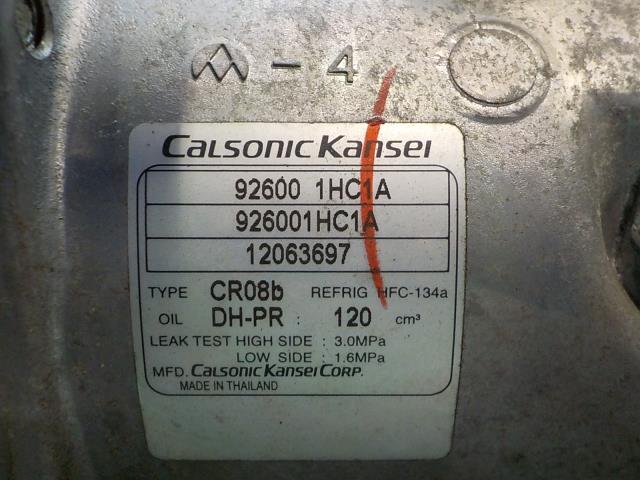 - 4
Calsonic Kansei
92600 1HC1A
926001HC1A
12063697
TYPE CR08b REFRIG HFC-134a
OIL DH-PR : 120 cm³
LEAK TEST HIGH SIDE : 3.0MPa
LOW SIDE : 1.6MPa
MFD. Calsonic Kansei Corp.
MADE IN THAILAND